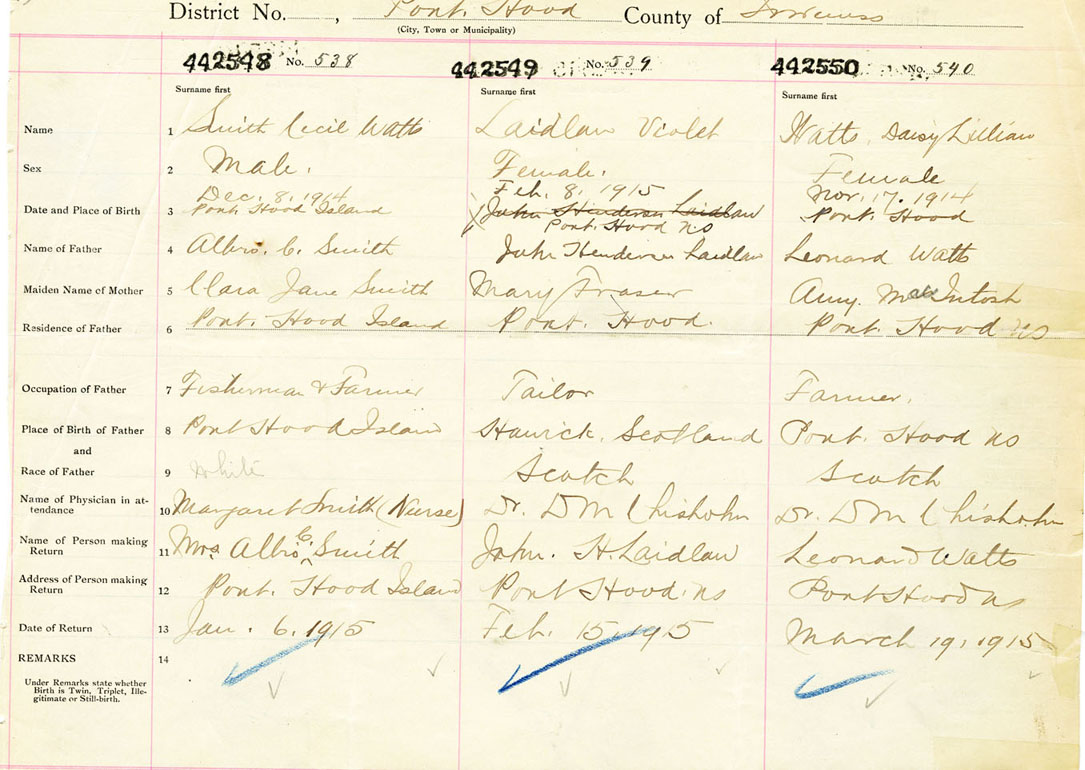 District No. , Port Hood County of Inverness
(City, Town or Municipality)
442548 No. 538 442549 No. 539 442550 No. 540
Surname first Surname first Surname first
Name 1 Smith Cecil Watts Laidlaw Violet Watts, Daisy Lillian
Sex 2 Male. Female. Female
Dec. 8, 1914 Feb. 8, 1915 Nov. 17. 1914
Date and Place of Birth 3 Port Hood Island John Henderson Laidlaw Port Hood
Port. Hood NS
Name of Father 4 Albro. C. Smith John Henderson Laidlaw Leonard Watts
Maiden Name of Mother 5 Clara Jane Smith Mary Fraser Amy. MacIntosh
Residence of Father 6 Port. Hood Island Port. Hood. Port. Hood NS
Occupation of Father 7 Fisherman & Farmer Tailor Farmer.
Place of Birth of Father 8 Port Hood Island Hawick, Scotland Port. Hood NS
and
Race of Father 9 White Scotch Scotch
Name of Physician in at-
tendance 10 Margaret Smith (Nurse) Dr. D M Chisholm Dr. D M Chisholm
Name of Person making
Return 11 Mrs Albro C. Smith John. H. Laidlaw Leonard Watts
Address of Person making
Return 12 Port. Hood Island Port Hood NS Port Hood NS
Date of Return 13 Jan. 6, 1915 Feb. 15, 1915 March 19, 1915
REMARKS 14
Under Remarks state whether
Birth is Twin, Triplet, Ille-
gitimate or Still-birth.